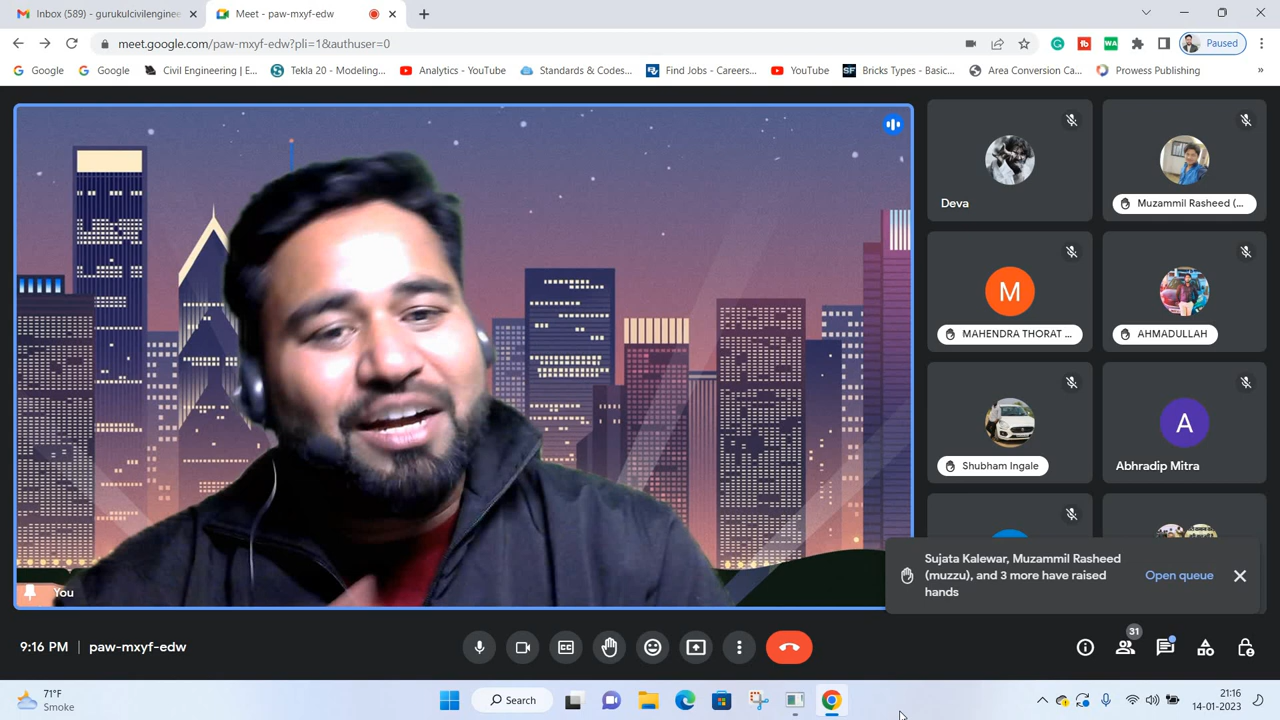 Inbox (589) - gurukulcivilengine
Meet - paw-mxyf-edw
meet.google.com/paw-mxyf-edw?pli=1&authuser=0
Paused
Google
Google
Civil Engineering | E...
Tekla 20 - Modeling...
Analytics - YouTube
Standards & Codes...
Find Jobs - Careers...
YouTube
Bricks Types - Basic...
Area Conversion Ca...
Prowess Publishing
»
Deva
Muzammil Rasheed (...
M
MAHENDRA THORAT ...
AHMADULLAH
Shubham Ingale
A
Abhradip Mitra
Sujata Kalewar, Muzammil Rasheed
(muzzu), and 3 more have raised
hands
Open queue
You
9:16 PM | paw-mxyf-edw
CC
31
71°F
Smoke
Search
21:16
14-01-2023